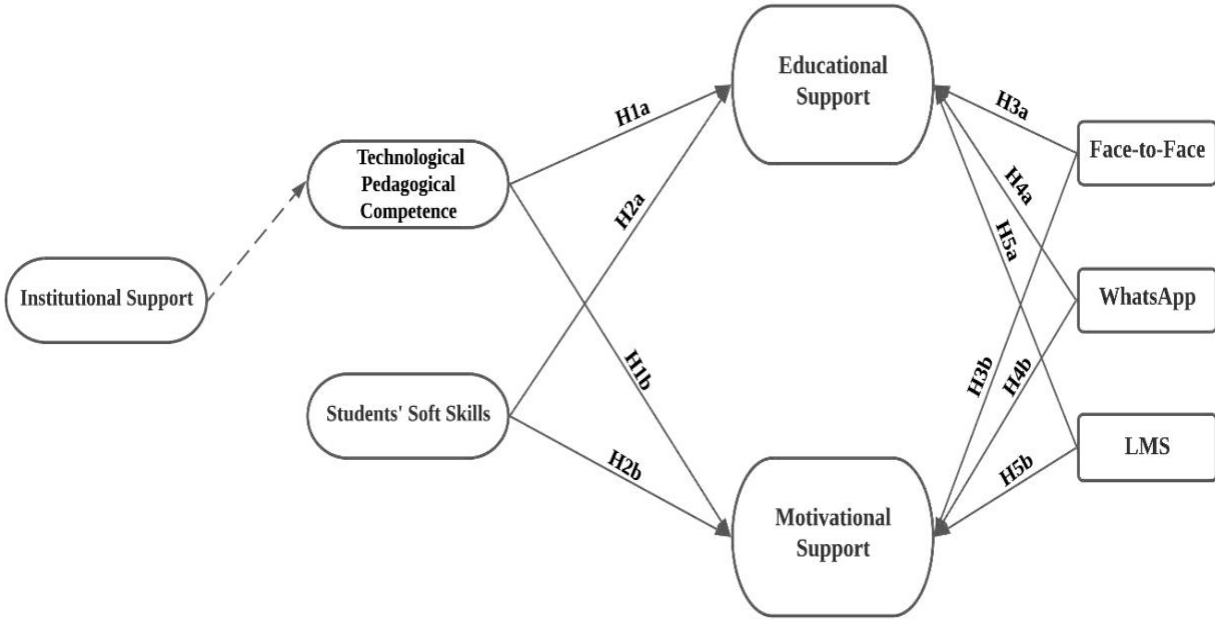 Educational
Support
H1a
H3a
Face-to-Face
Technological
Pedagogical
Competence
H2a
H4a
H5a
Institutional Support
WhatsApp
H1b
H3b
H4b
Students' Soft Skills
LMS
H2b
H5b
Motivational
Support